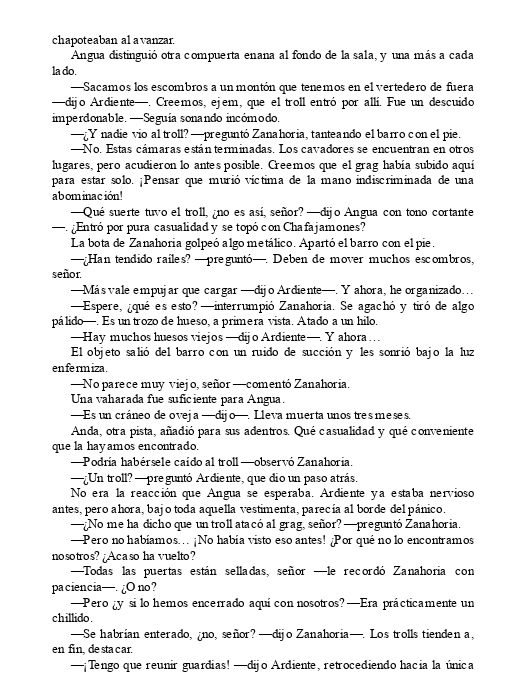 chapoteaban al avanzar.
Angua distinguió otra compuerta enana al fondo de la sala, y una más a cada
lado.
—Sacamos los escombros a un montón que tenemos en el vertedero de fuera
—dijo Ardiente—. Creemos, ejem, que el troll entró por allí. Fue un descuido
imperdonable. —Seguía sonando incómodo.
—¿Y nadie vio al troll? —preguntó Zanahoria, tanteando el barro con el pie.
—No. Estas cámaras están terminadas. Los cavadores se encuentran en otros
lugares, pero acudieron lo antes posible. Creemos que el grag había subido aquí
para estar solo. ¡Pensar que murió víctima de la mano indiscriminada de una
abominación!
—Qué suerte tuvo el troll, ¿no es así, señor? —dijo Angua con tono cortante
—. ¿Entró por pura casualidad y se topó con Chafajamones?
La bota de Zanahoria golpeó algo metálico. Apartó el barro con el pie.
—¿Han tendido raíles? —preguntó—. Deben de mover muchos escombros,
señor.
—Más vale empujar que cargar —dijo Ardiente—. Y ahora, he organizado…
—Espere, ¿qué es esto? —interrumpió Zanahoria. Se agachó y tiró de algo
pálido—. Es un trozo de hueso, a primera vista. Atado a un hilo.
—Hay muchos huesos viejos —dijo Ardiente—. Y ahora…
El objeto salió del barro con un ruido de succión y les sonrió bajo la luz
enfermiza.
—No parece muy viejo, señor —comentó Zanahoria.
Una vaharada fue suficiente para Angua.
—Es un cráneo de oveja —dijo—. Lleva muerta unos tres meses.
Anda, otra pista, añadió para sus adentros. Qué casualidad y qué conveniente
que la hayamos encontrado.
—Podría habérsele caído al troll —observó Zanahoria.
—¿Un troll? —preguntó Ardiente, que dio un paso atrás.
No era la reacción que Angua se esperaba. Ardiente ya estaba nervioso
antes, pero ahora, bajo toda aquella vestimenta, parecía al borde del pánico.
—¿No me ha dicho que un troll atacó al grag, señor? —preguntó Zanahoria.
—Pero no habíamos… ¡No había visto eso antes! ¿Por qué no lo encontramos
nosotros? ¿Acaso ha vuelto?
—Todas las puertas están selladas, señor —le recordó Zanahoria con
paciencia—. ¿O no?
—Pero ¿y si lo hemos encerrado aquí con nosotros? —Era prácticamente un
chillido.
—Se habrían enterado, ¿no, señor? —dijo Zanahoria—. Los trolls tienden a,
en fin, destacar.
—¡Tengo que reunir guardias! —dijo Ardiente, retrocediendo hacia la única